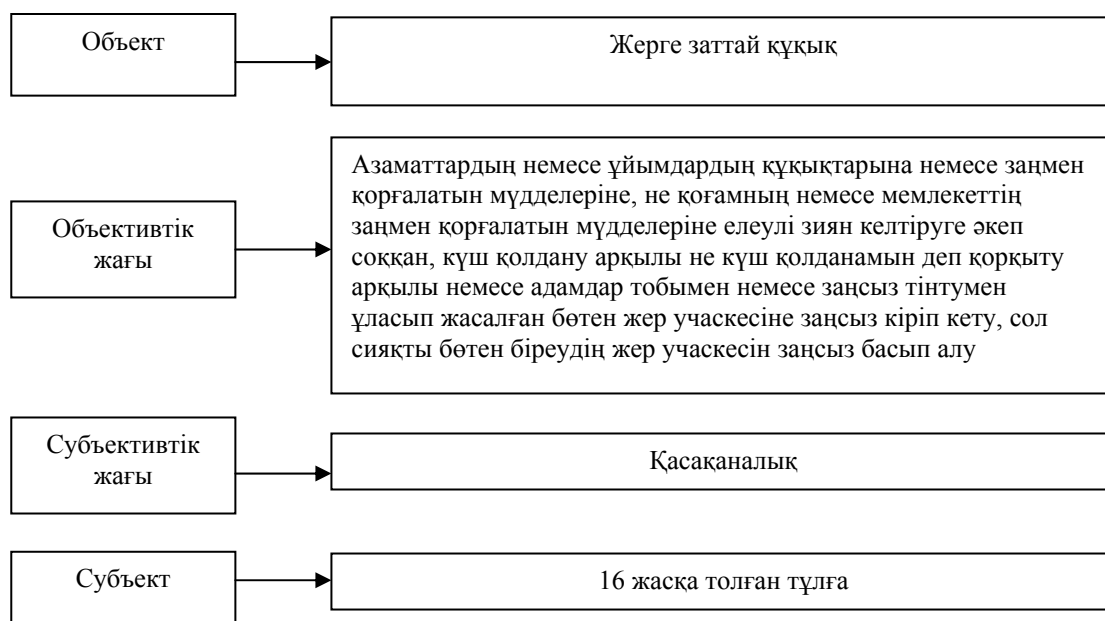 Объект
Жерге заттай құқық
Объективтік
жағы
Азаматтардың немесе ұйымдардың құқықтарына немесе заңмен
қорғалатын мүдделеріне, не қоғамның немесе мемлекеттің
заңмен қорғалатын мүдделеріне елеулі зиян келтіруге әкеп
соққан, күш қолдану арқылы не күш қолданамын деп қорқыту
арқылы немесе адамдар тобымен немесе заңсыз тінтумен
ұласып жасалған бөтен жер учаскесіне заңсыз кіріп кету, сол
сияқты бөтен біреудің жер учаскесін заңсыз басып алу
Субъективтік
жағы
Қасақаналық
Субъект
16 жасқа толған тұлға